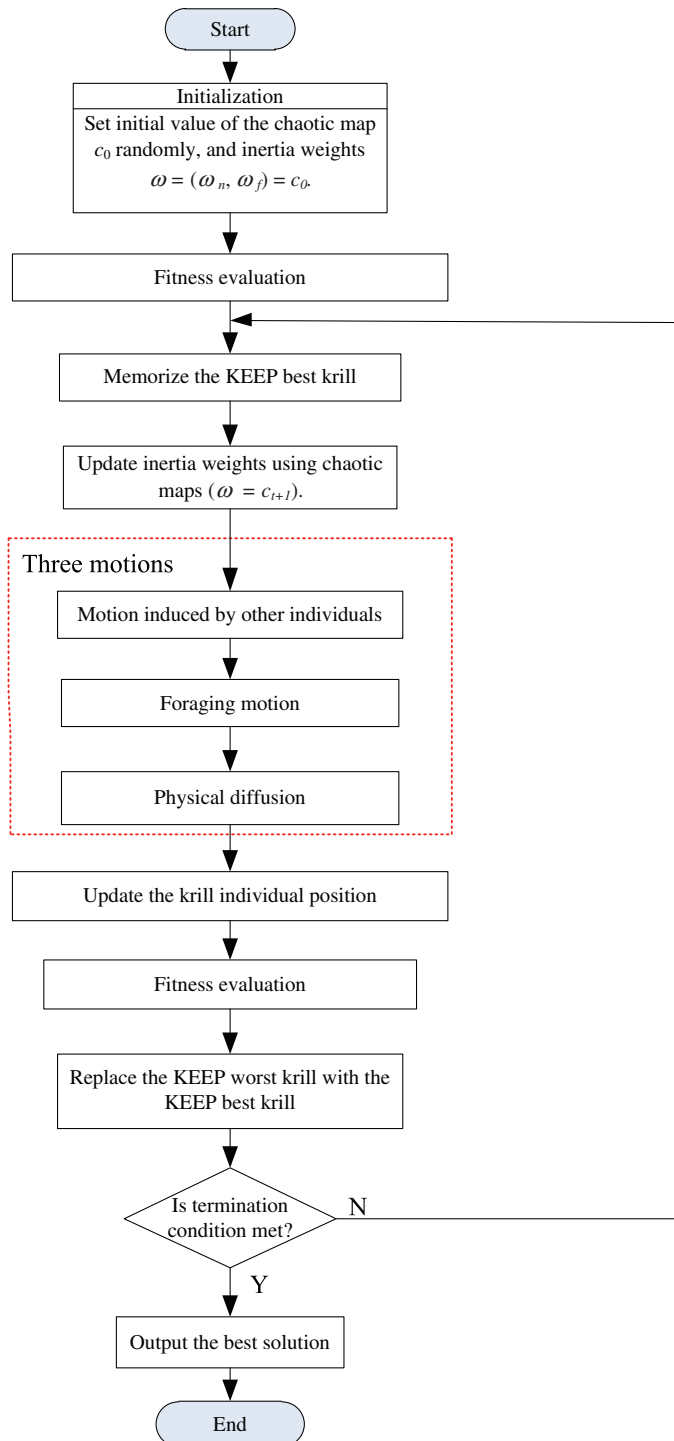 Start
Initialization
Set initial value of the chaotic map
c0 randomly, and inertia weights
ω = (ωn, ωf) = c0.
Fitness evaluation
Memorize the KEEP best krill
Update inertia weights using chaotic
maps (ω = ct+1).
Three motions
Motion induced by other individuals
Foraging motion
Physical diffusion
Update the krill individual position
Fitness evaluation
Replace the KEEP worst krill with the
KEEP best krill
Is termination
condition met?
N
Y
Output the best solution
End